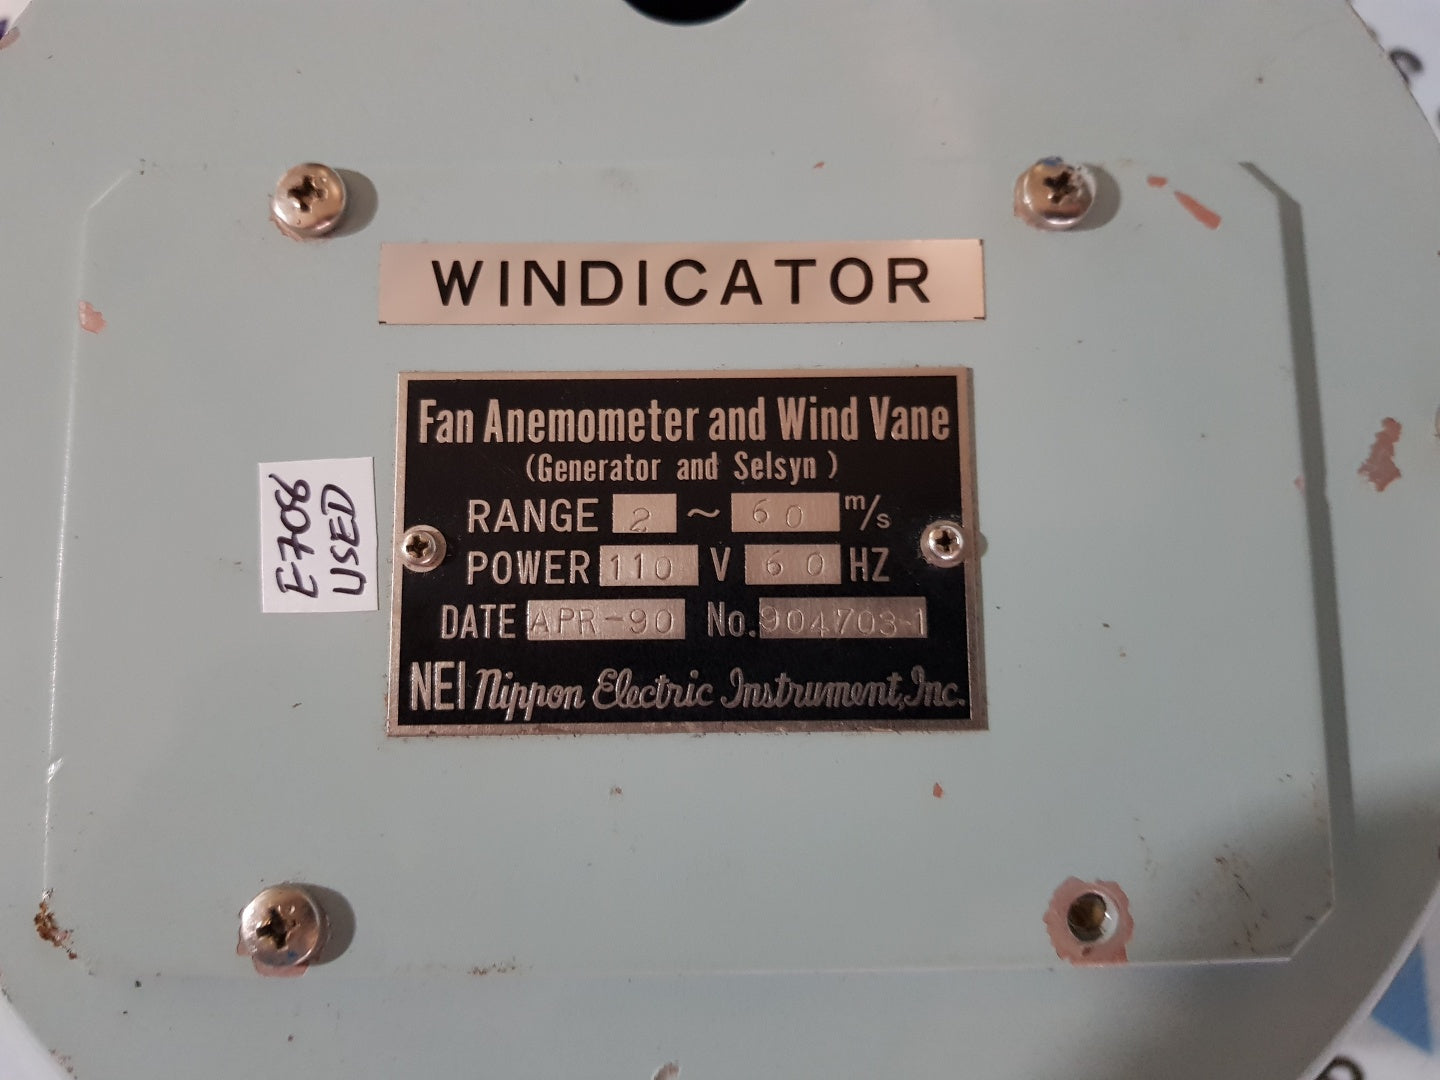 WINDICATOR
Fan Anemometer and Wind Vane
(Generator and Selsyn)
RANGE 2 ~ 60 m/s
POWER 110 V 60 HZ
DATE APR-90 No. 904703-1
NEI Nippon Electric Instrument, Inc.
E-708
USED